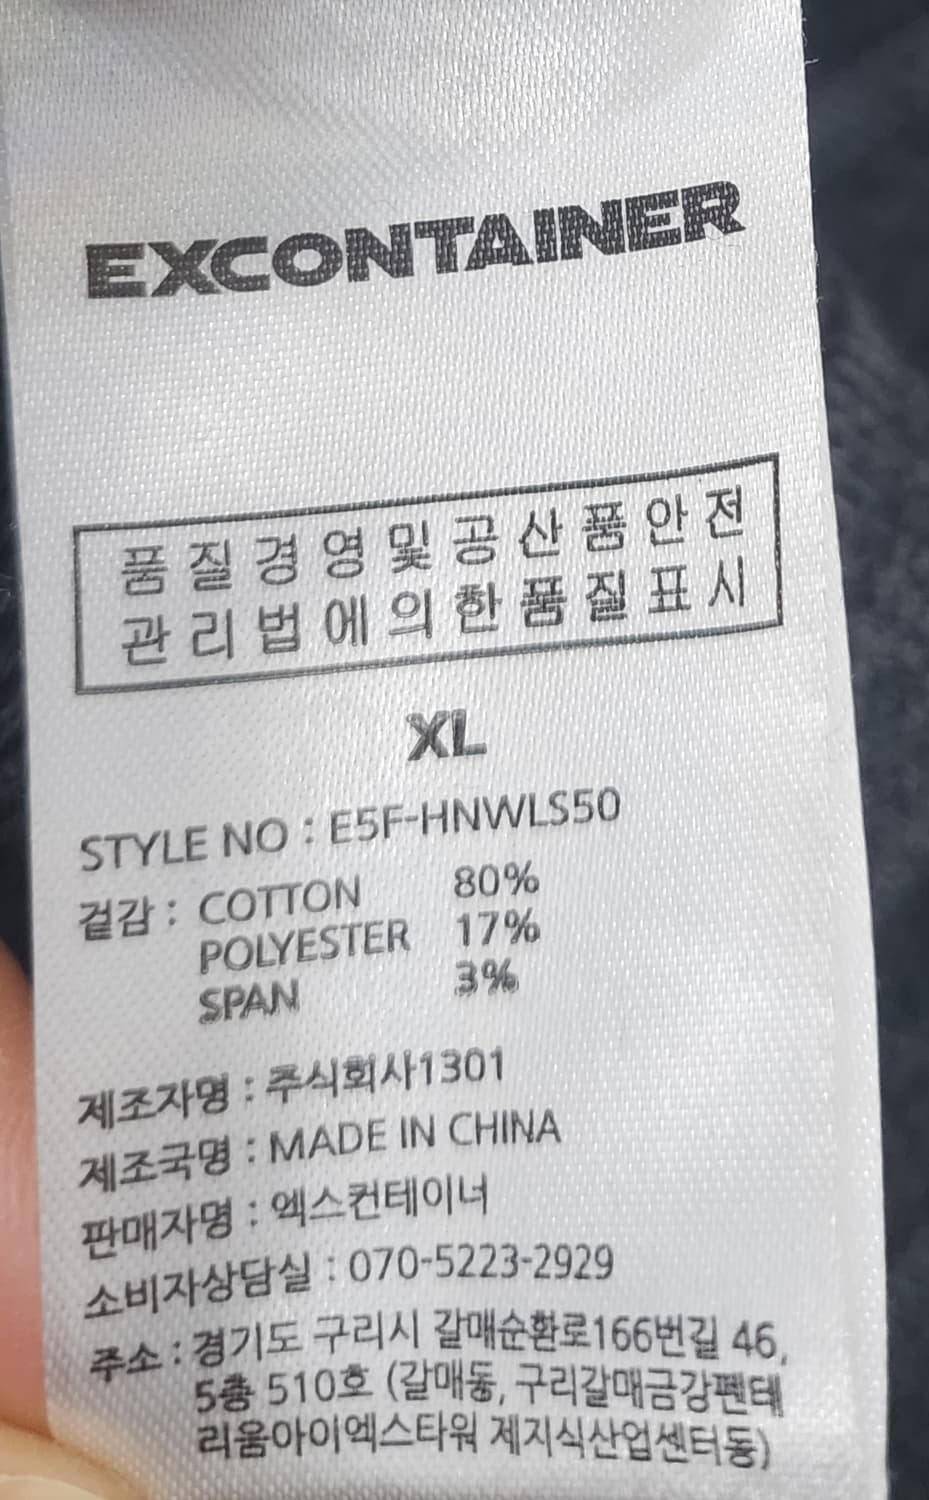 EXCONTAINER
품질경영및공산품안전
관리법에의한품질표시
XL
STYLE NO : E5F-HNWLS50
겉감 : COTTON 80%
POLYESTER 17%
SPAN 3%
제조자명 : 주식회사1301
제조국명 : MADE IN CHINA
판매자명 : 엑스컨테이너
소비자상담실 : 070-5223-2929
주소 : 경기도 구리시 갈매순환로166번길 46,
5층 510호 (갈매동, 구리갈매금강펜테
리움아이엑스타워 제지식산업센터동)